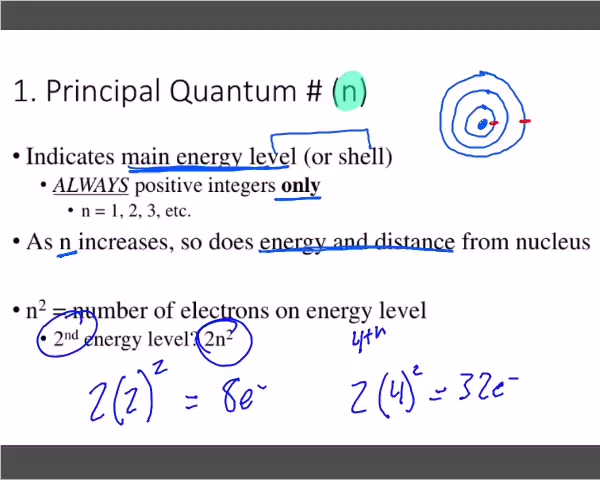 1. Principal Quantum # (n)
• Indicates main energy level (or shell)
• ALWAYS positive integers only
• n = 1, 2, 3, etc.
• As n increases, so does energy and distance from nucleus
• n² = number of electrons on energy level
• 2nd energy level? 2n²
4th
2(2)² = 8e⁻
2(4)² = 32e⁻